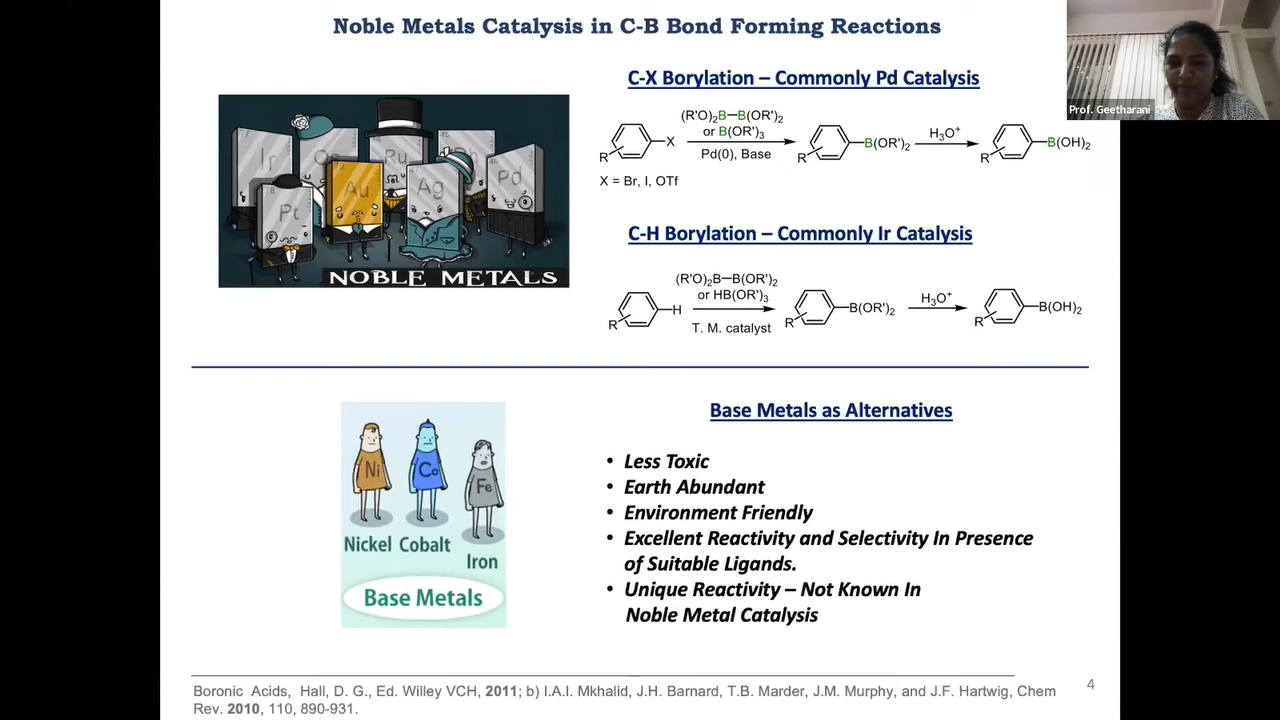 Noble Metals Catalysis in C-B Bond Forming Reactions
Prof. Geetharani
C-X Borylation – Commonly Pd Catalysis
(R'O)₂B–B(OR')₂
or B(OR')₃
Pd(0), Base
X
R
B(OR')₂
H₃O⁺
R
B(OH)₂
R
X = Br, I, OTf
Ir
Ru
Pd
Au
Ag
Pt
NOBLE METALS
C-H Borylation – Commonly Ir Catalysis
(R'O)₂B–B(OR')₂
or HB(OR')₃
T. M. catalyst
H
R
B(OR')₂
H₃O⁺
R
B(OH)₂
R
Ni
Co
Fe
Nickel Cobalt
Iron
Base Metals
Base Metals as Alternatives
• Less Toxic
• Earth Abundant
• Environment Friendly
• Excellent Reactivity and Selectivity In Presence
of Suitable Ligands.
• Unique Reactivity – Not Known In
Noble Metal Catalysis
Boronic Acids, Hall, D. G., Ed. Willey VCH, 2011; b) I.A.I. Mkhalid, J.H. Barnard, T.B. Marder, J.M. Murphy, and J.F. Hartwig, Chem
Rev. 2010, 110, 890-931.
4